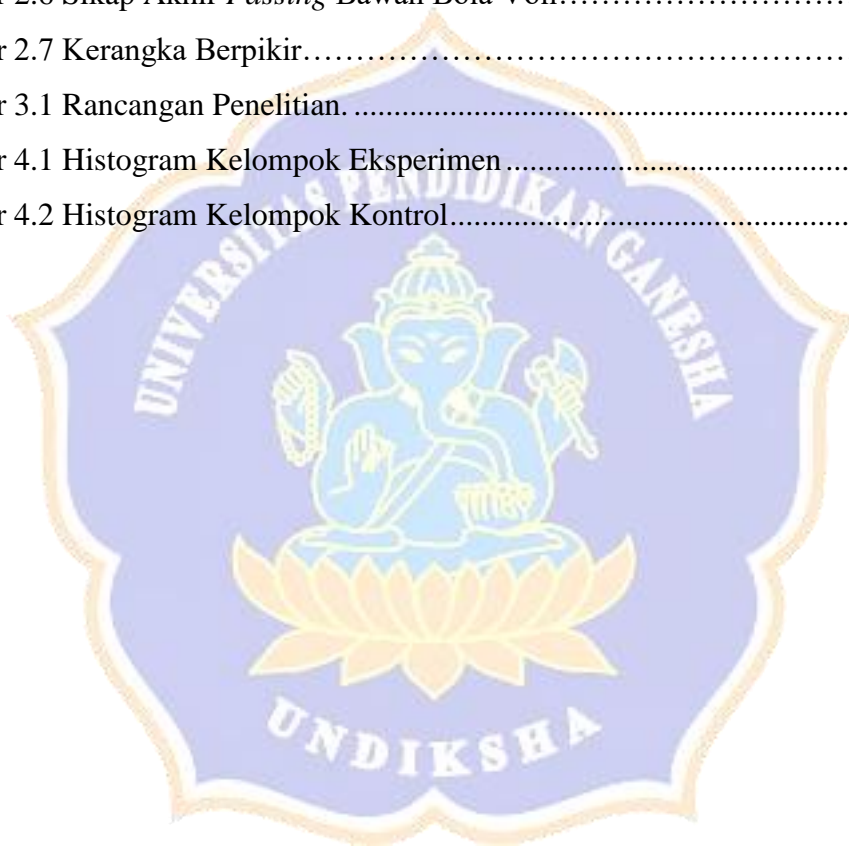 r 2.6 Sikap Akhir Passing Bawah Bola Voli……………………………
r 2.7 Kerangka Berpikir……………………………………………
r 3.1 Rancangan Penelitian. ................................................................
r 4.1 Histogram Kelompok Eksperimen ............................................
r 4.2 Histogram Kelompok Kontrol...................................................
UNIVERSITAS PENDIDIKAN GANESHA
UNDIKSHA